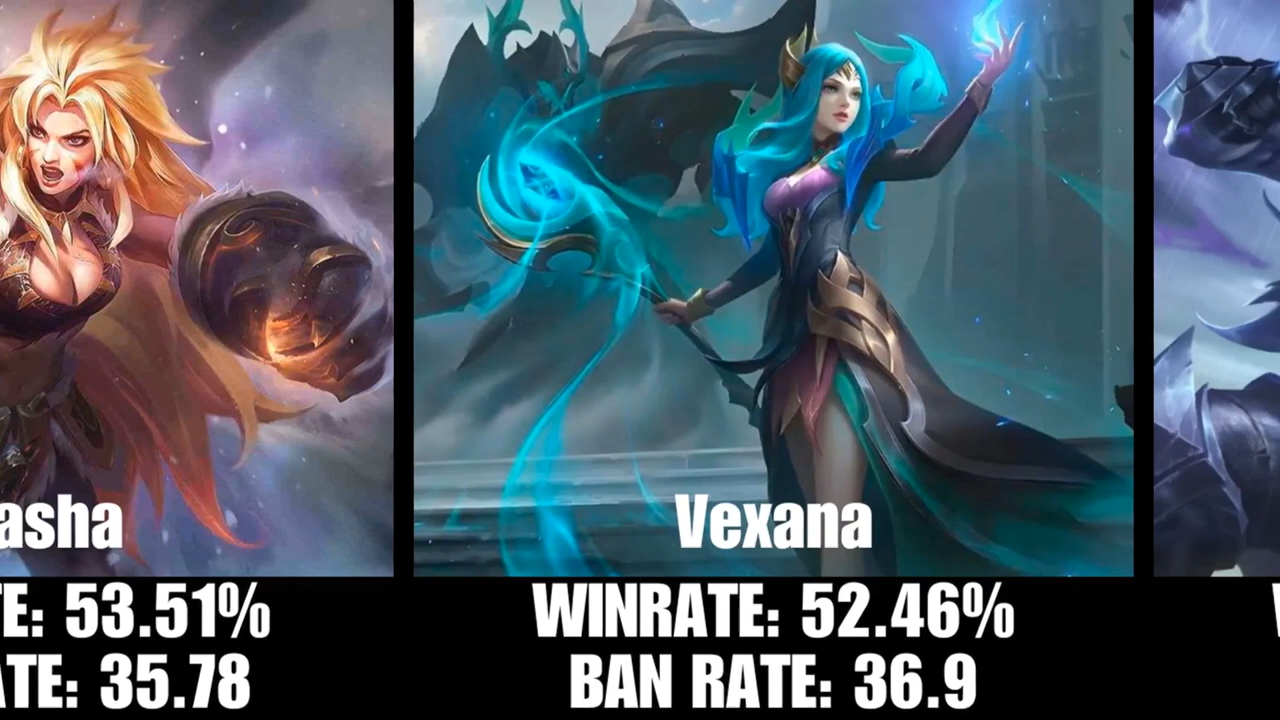 asha
TE: 53.51%
ATE: 35.78
Vexana
WINRATE: 52.46%
BAN RATE: 36.9